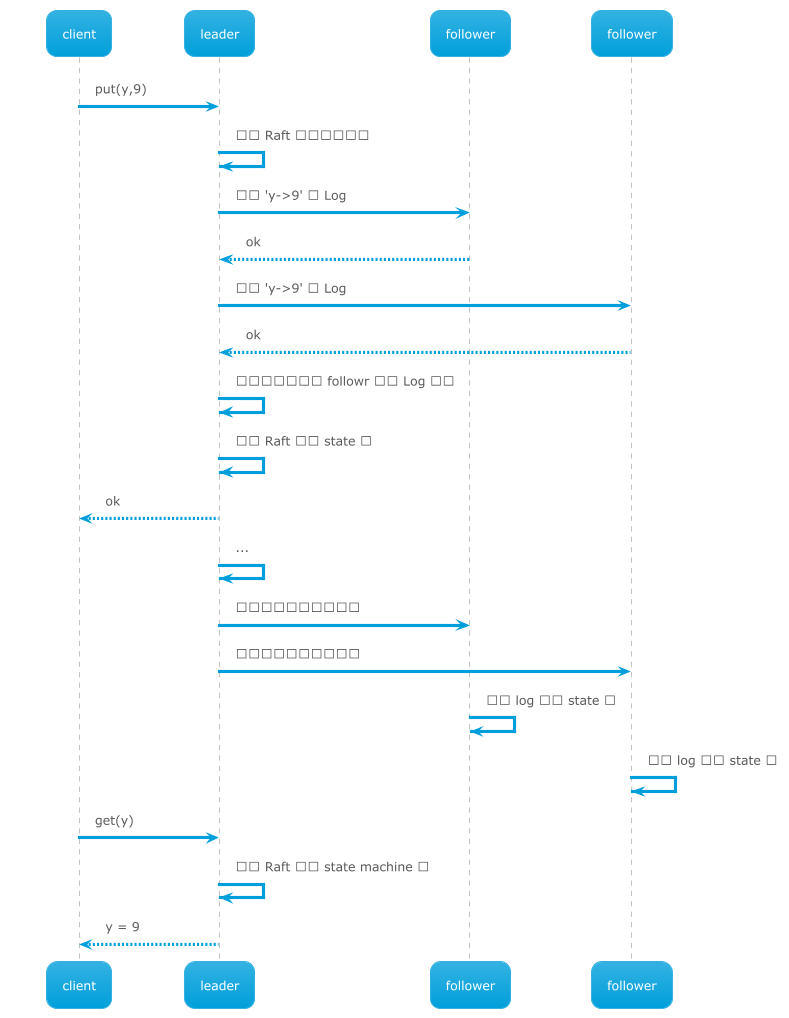 client leader follower follower
put(y,9)
□□ Raft □□□□□□
□□ 'y->9' □ Log
ok
□□ 'y->9' □ Log
ok
□□□□□□□ followr □□ Log □□
□□ Raft □□ state □
ok
...
□□□□□□□□□□
□□□□□□□□□□
□□ log □□ state □
□□ log □□ state □
get(y)
□□ Raft □□ state machine □
y = 9
client leader follower follower